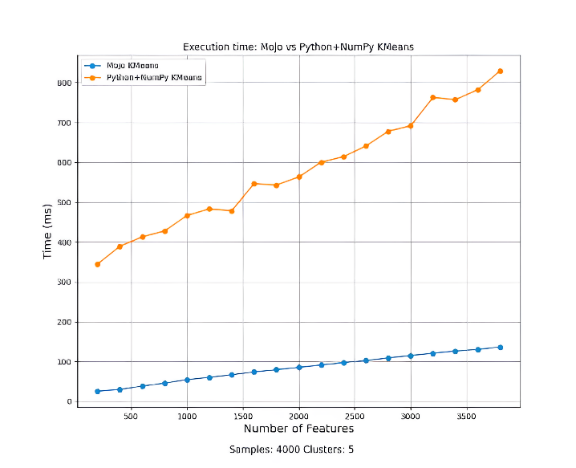 Execution time: Mojo vs Python+NumPy KMeans
Mojo KMeans
Python+NumPy KMeans
Time (ms)
800
700
600
500
400
300
200
100
0
500
1000
1500
2000
2500
3000
3500
Number of Features
Samples: 4000 Clusters: 5